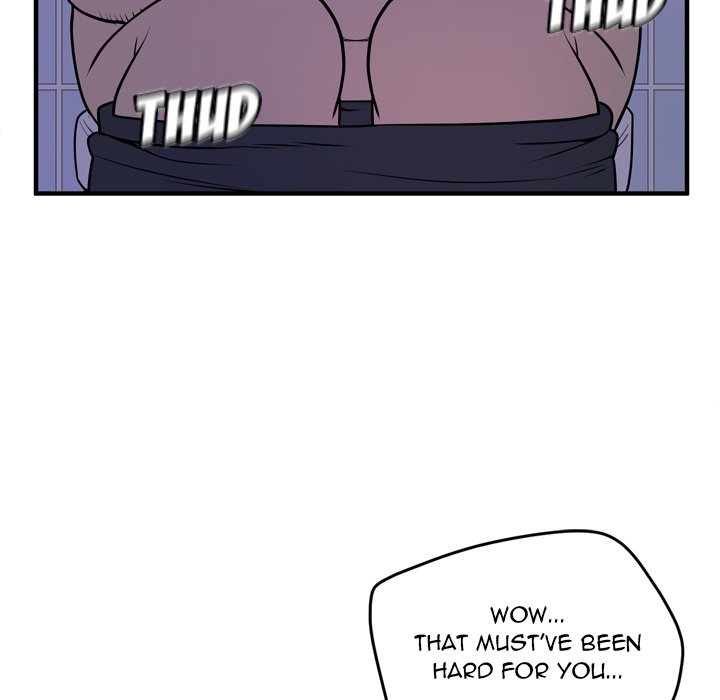 THUD
THUD
WOW...
THAT MUST'VE BEEN
HARD FOR YOU...